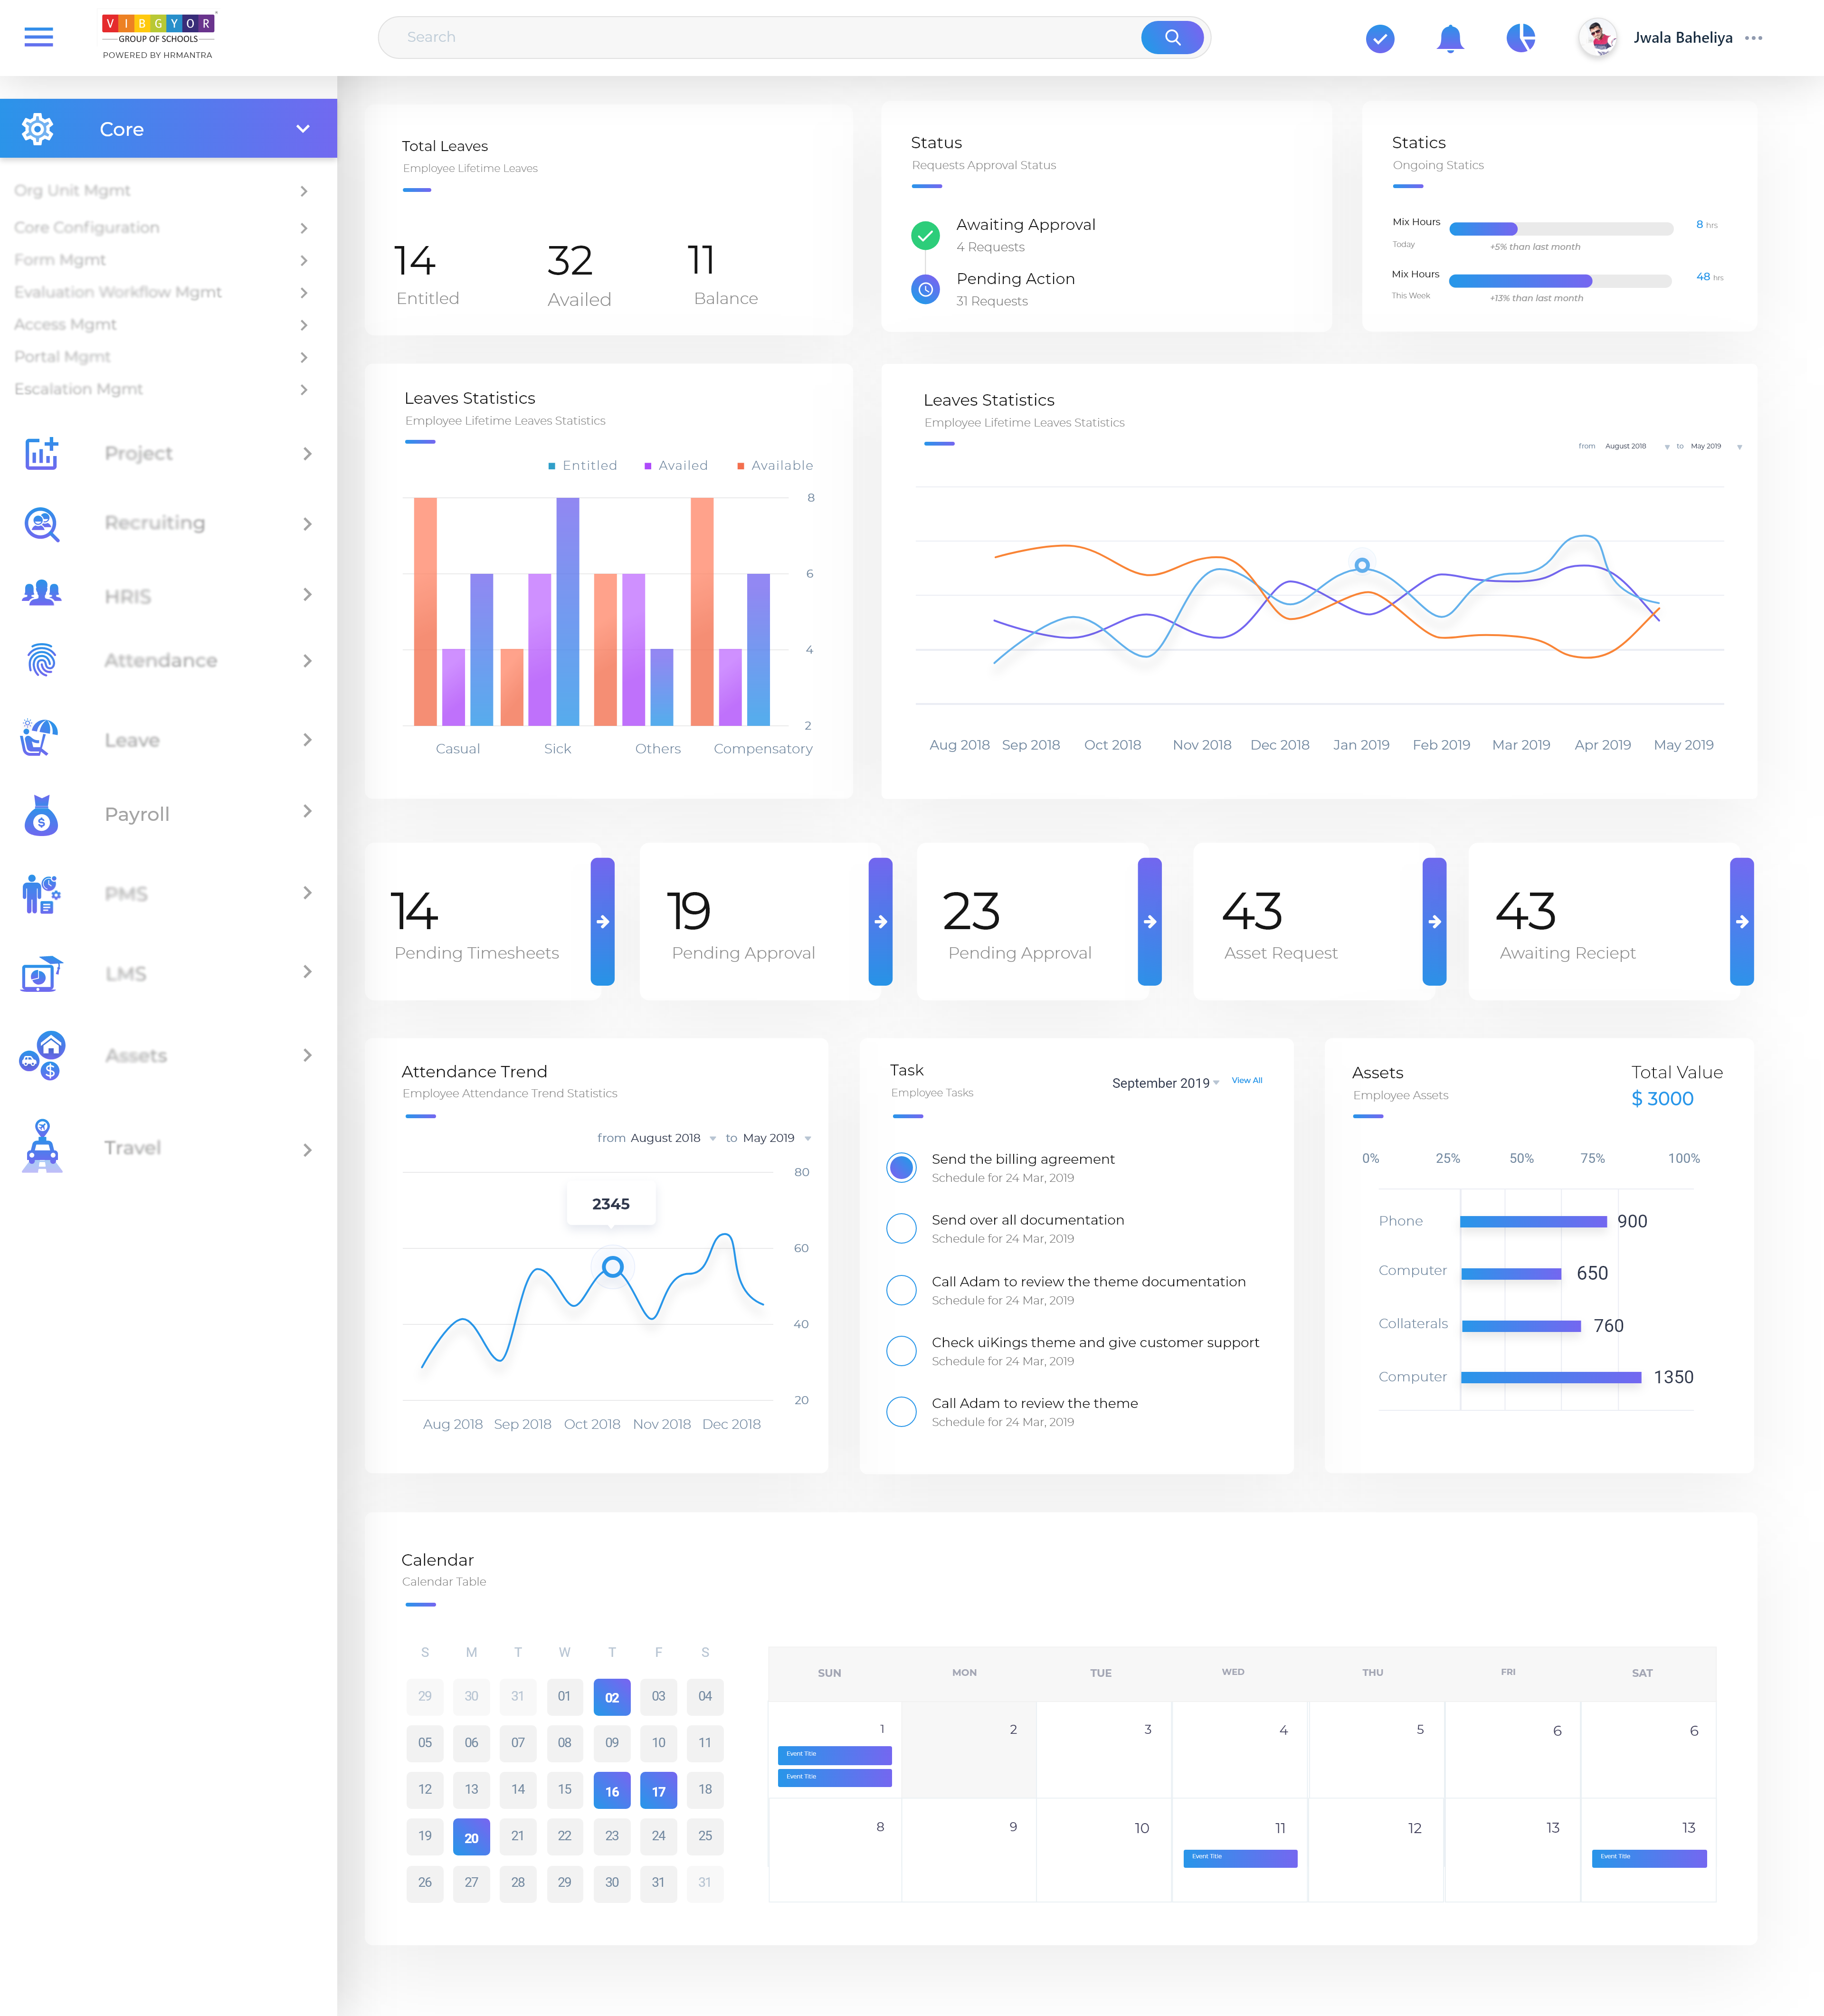 VIBGYOR
GROUP OF SCHOOLS
POWERED BY HRMANTRA
Search
Jwala Baheliya
Core
Org Unit Mgmt
Core Configuration
Form Mgmt
Evaluation Workflow Mgmt
Access Mgmt
Portal Mgmt
Escalation Mgmt
Project
Recruiting
HRIS
Attendance
Leave
Payroll
PMS
LMS
Assets
Travel
Total Leaves
Employee Lifetime Leaves
14 32 11
Entitled Availed Balance
Status
Requests Approval Status
Awaiting Approval
4 Requests
Pending Action
31 Requests
Statics
Ongoing Statics
Mix Hours 8 hrs
Today +5% than last month
Mix Hours 48 hrs
This Week +13% than last month
Leaves Statistics
Employee Lifetime Leaves Statistics
Entitled Availed Available
8
6
4
2
Casual Sick Others Compensatory
Leaves Statistics
Employee Lifetime Leaves Statistics
from August 2018 to May 2019
Aug 2018 Sep 2018 Oct 2018 Nov 2018 Dec 2018 Jan 2019 Feb 2019 Mar 2019 Apr 2019 May 2019
14
Pending Timesheets
19
Pending Approval
23
Pending Approval
43
Asset Request
43
Awaiting Reciept
Attendance Trend
Employee Attendance Trend Statistics
from August 2018 to May 2019
80
2345
60
40
20
Aug 2018 Sep 2018 Oct 2018 Nov 2018 Dec 2018
Task
Employee Tasks
September 2019 View All
Send the billing agreement
Schedule for 24 Mar, 2019
Send over all documentation
Schedule for 24 Mar, 2019
Call Adam to review the theme documentation
Schedule for 24 Mar, 2019
Check uiKings theme and give customer support
Schedule for 24 Mar, 2019
Call Adam to review the theme
Schedule for 24 Mar, 2019
Assets
Employee Assets
Total Value
$ 3000
0% 25% 50% 75% 100%
Phone 900
Computer 650
Collaterals 760
Computer 1350
Calendar
Calendar Table
S M T W T F S
29 30 31 01 02 03 04
05 06 07 08 09 10 11
12 13 14 15 16 17 18
19 20 21 22 23 24 25
26 27 28 29 30 31 31
SUN MON TUE WED THU FRI SAT
1 2 3 4 5 6 6
Event Title
Event Title
8 9 10 11 12 13 13
Event Title Event Title